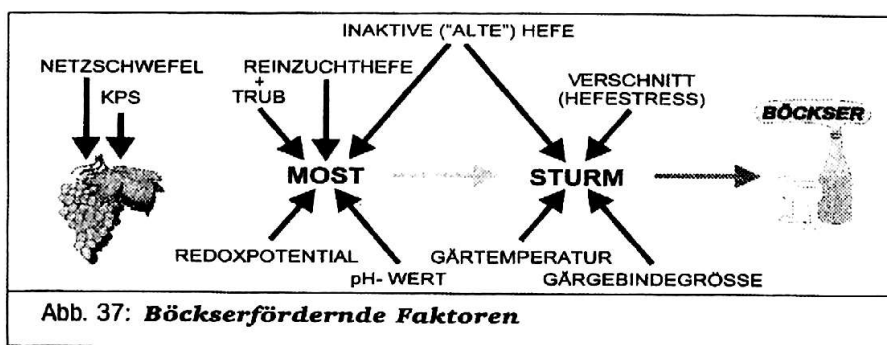 INAKTIVE ("ALTE") HEFE
NETZSCHWEFEL
KPS
REINZUCHTHEFE
+
TRUB
VERSCHNITT
(HEFESTRESS)
BÖCKSER
MOST
STURM
REDOXPOTENTIAL
pH- WERT
GÄRTEMPERATUR
GÄRGEBINDEGRÖSSE
Abb. 37: Böckserfördernde Faktoren